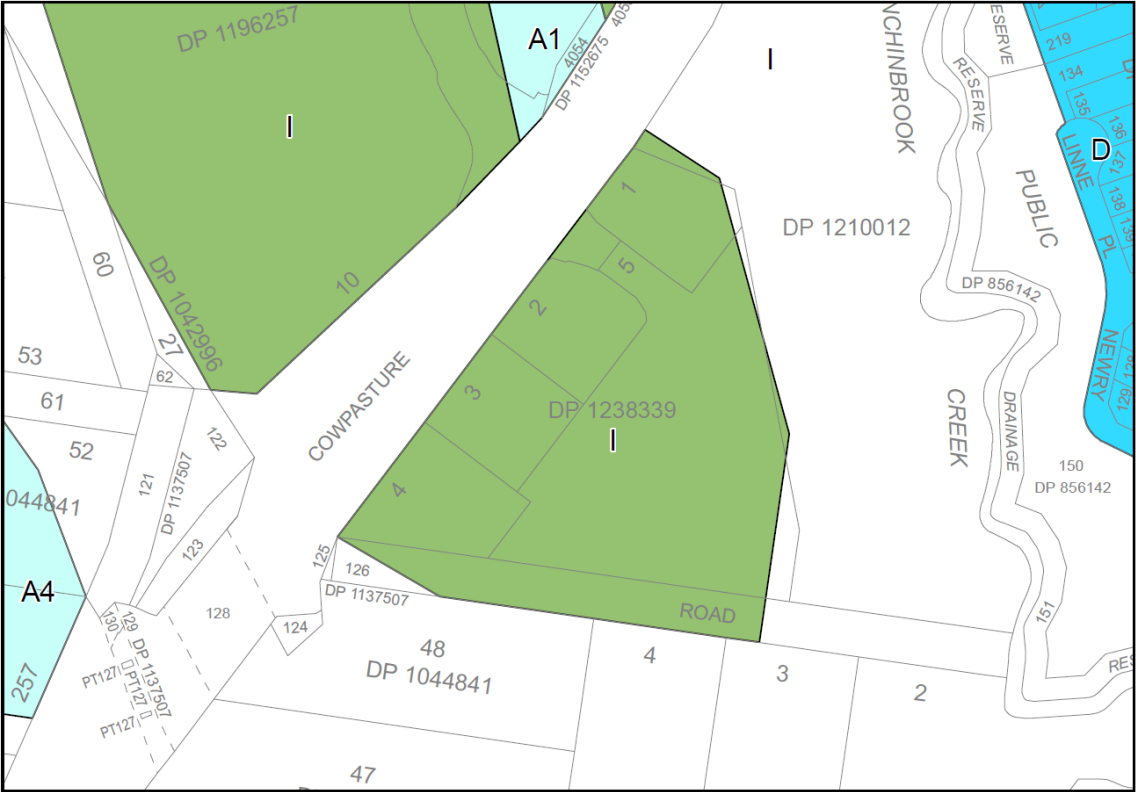 DP 1196257
I
A1
4054
DP 1152675
405
I
NCHINBROOK
RESERVE
ESERVE
PUBLIC
219
134
135
136
137
138
139
D
LINNE
PL
NEWRY
128
129
1
5
2
3
4
DP 1210012
DP 1238339
I
DP 856142
CREEK
DRAINAGE
150
DP 856142
151
RES
60
DP 1042996
10
27
62
53
61
52
122
121
DP 1137507
123
COWPASTURE
044841
A4
257
125
126
DP 1137507
ROAD
128
124
130
129
DP 1137507
PT127
PT127
PT127
48
DP 1044841
4
3
2
47